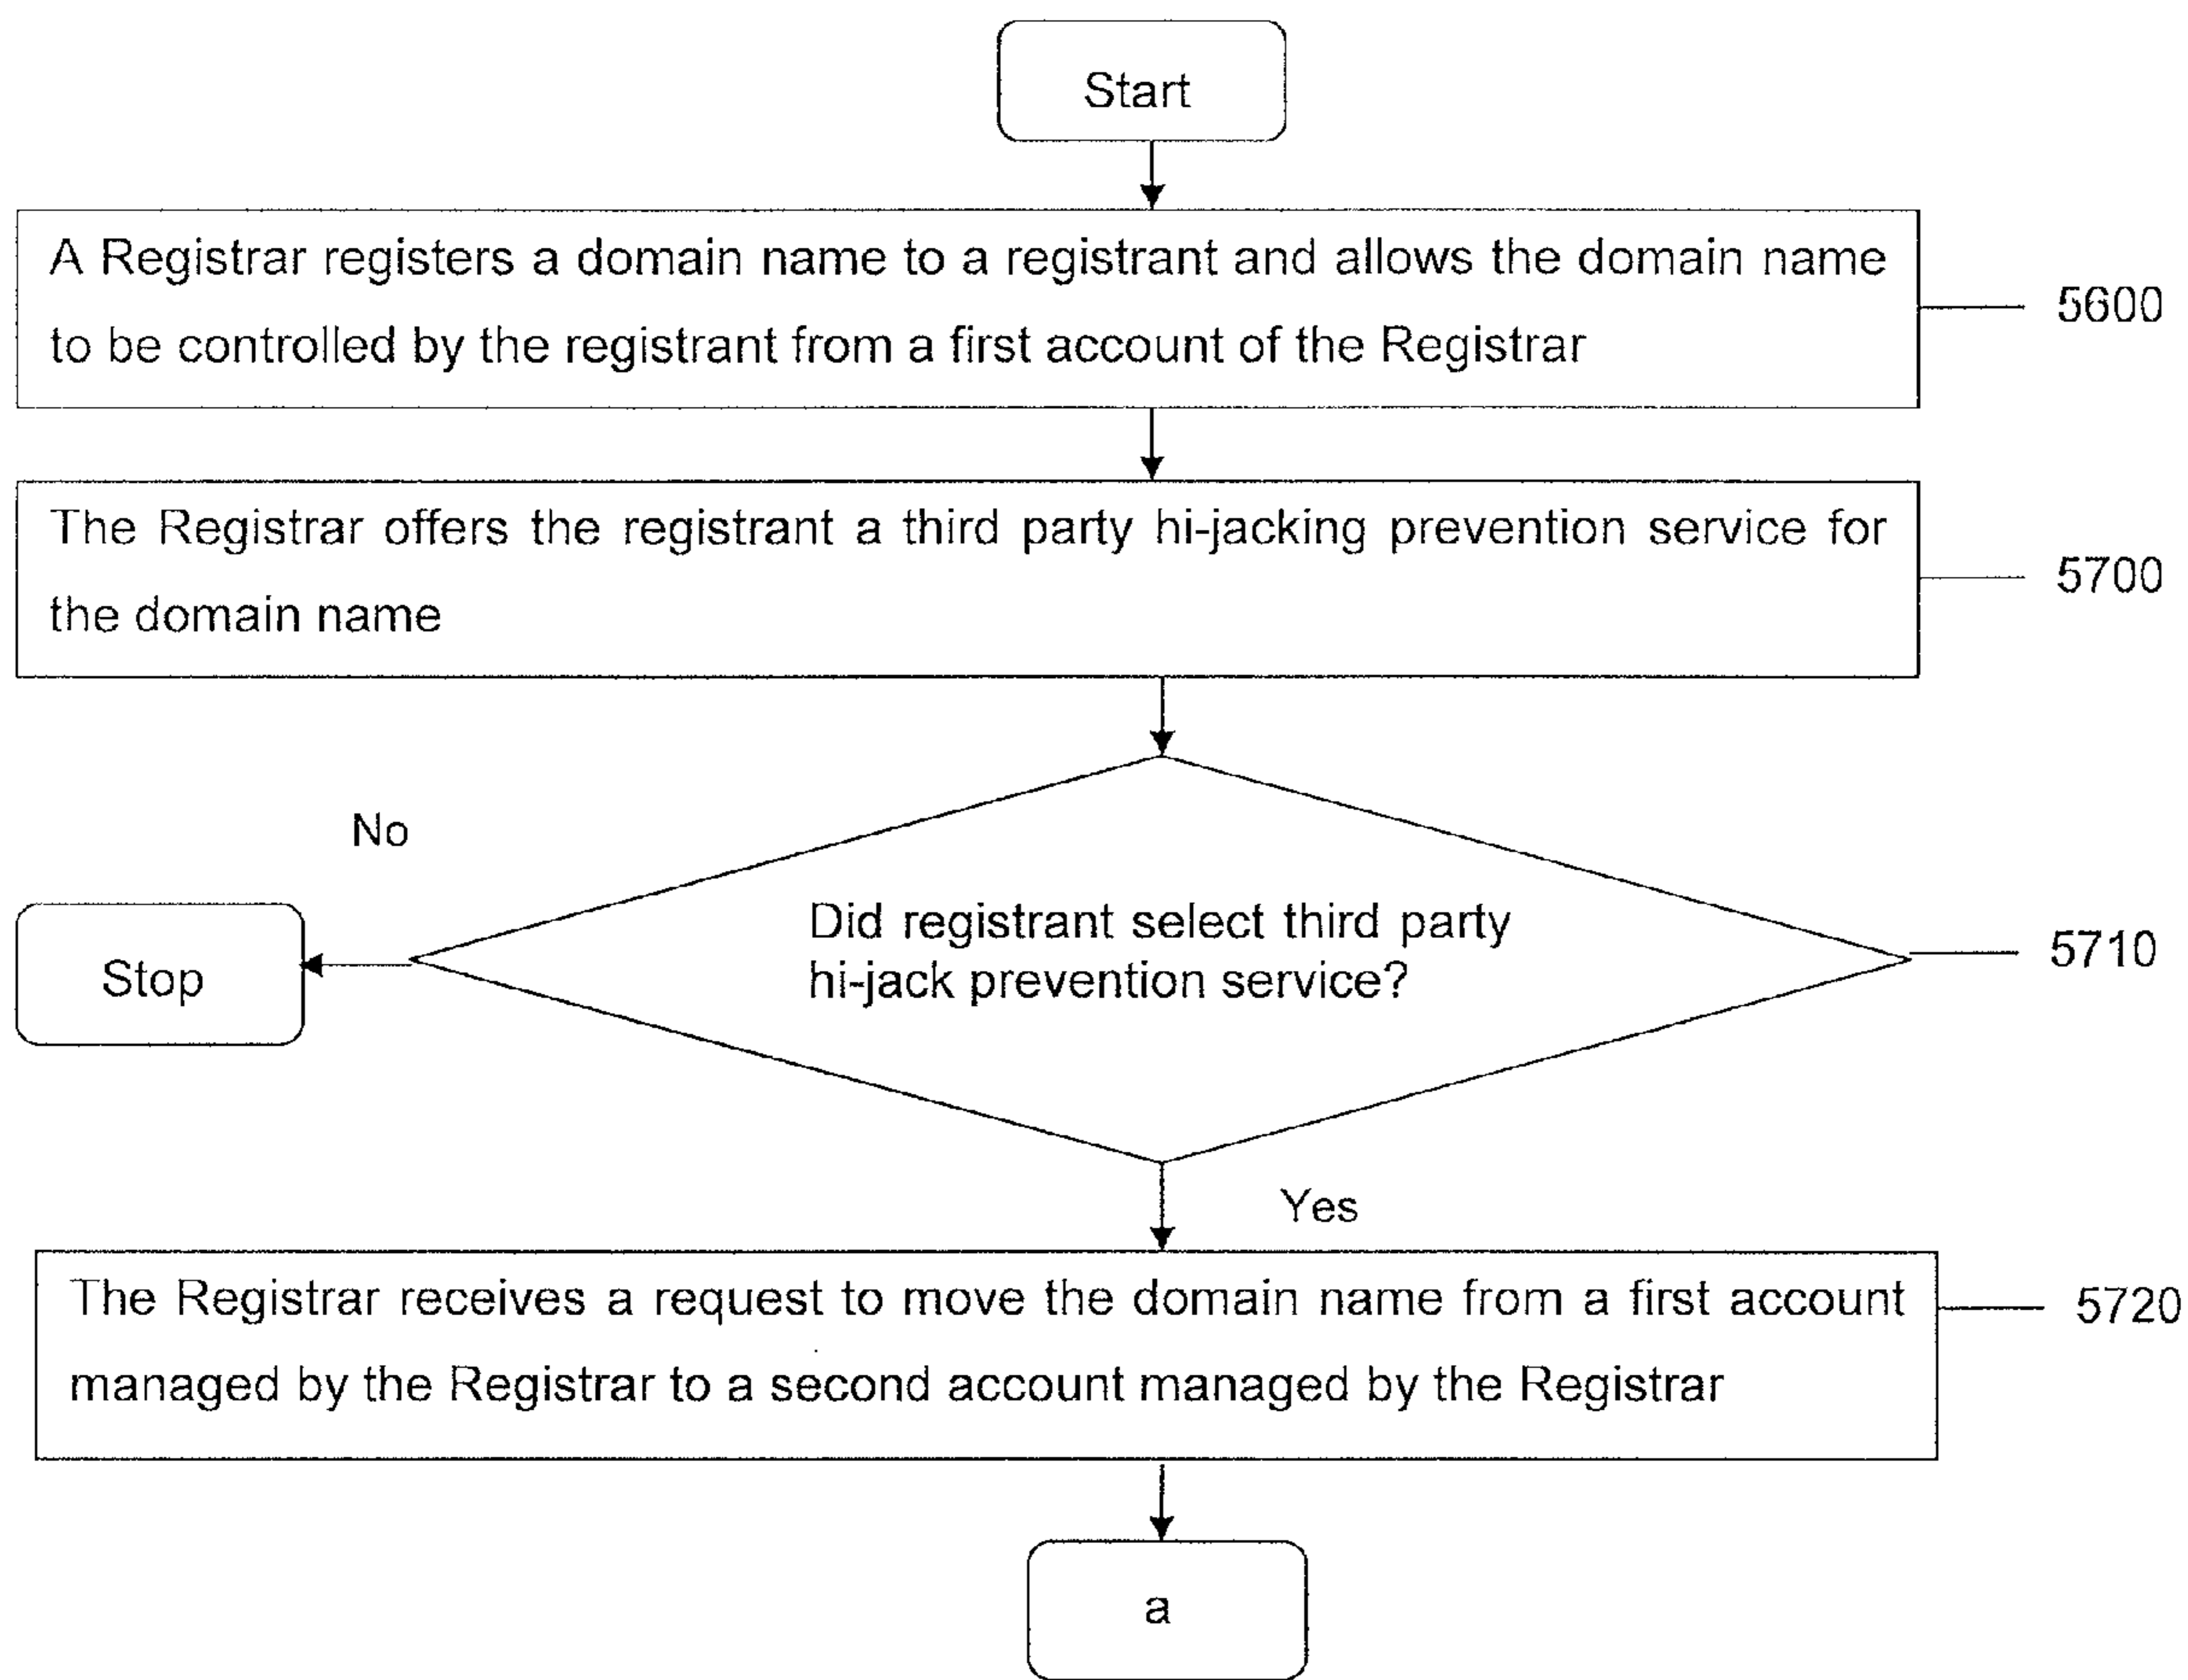 Start
A Registrar registers a domain name to a registrant and allows the domain name
to be controlled by the registrant from a first account of the Registrar
5600
The Registrar offers the registrant a third party hi-jacking prevention service for
the domain name
5700
No
Did registrant select third party
hi-jack prevention service?
5710
Stop
Yes
The Registrar receives a request to move the domain name from a first account
managed by the Registrar to a second account managed by the Registrar
5720
a